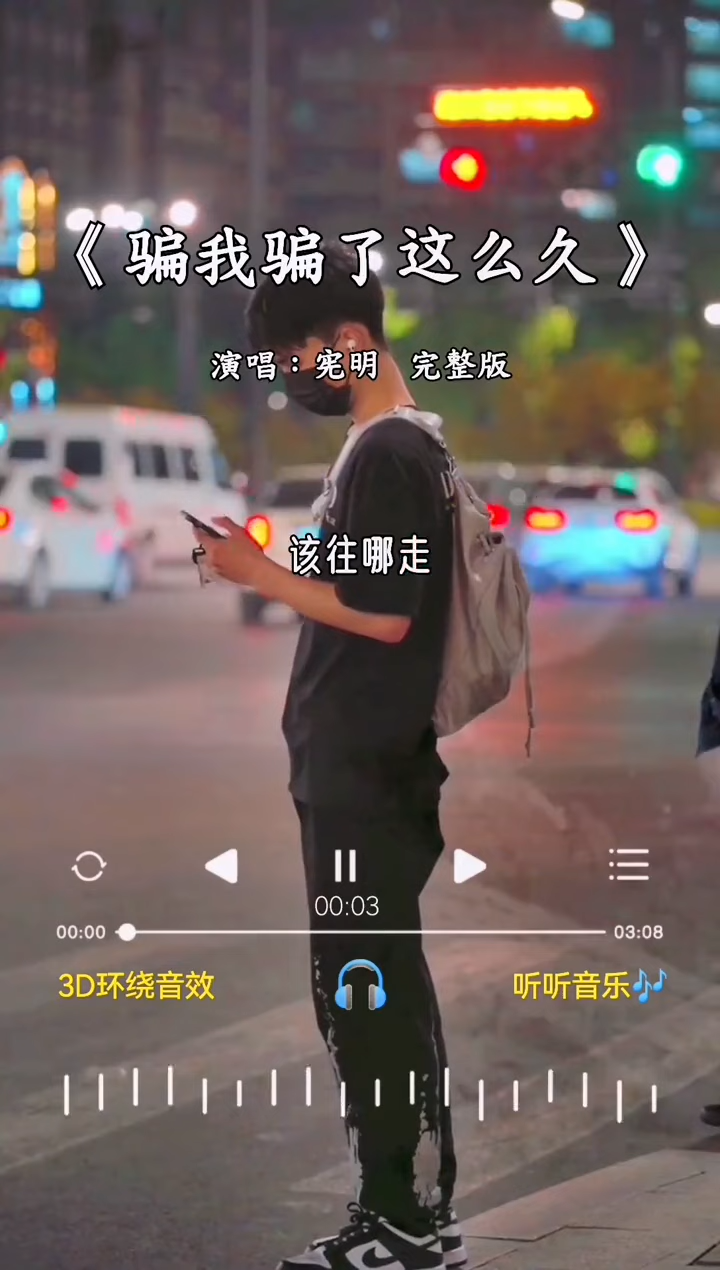 《骗我骗了这么久》
演唱：宪明 完整版
该往哪走
00:03
00:00 03:08
3D环绕音效 听听音乐